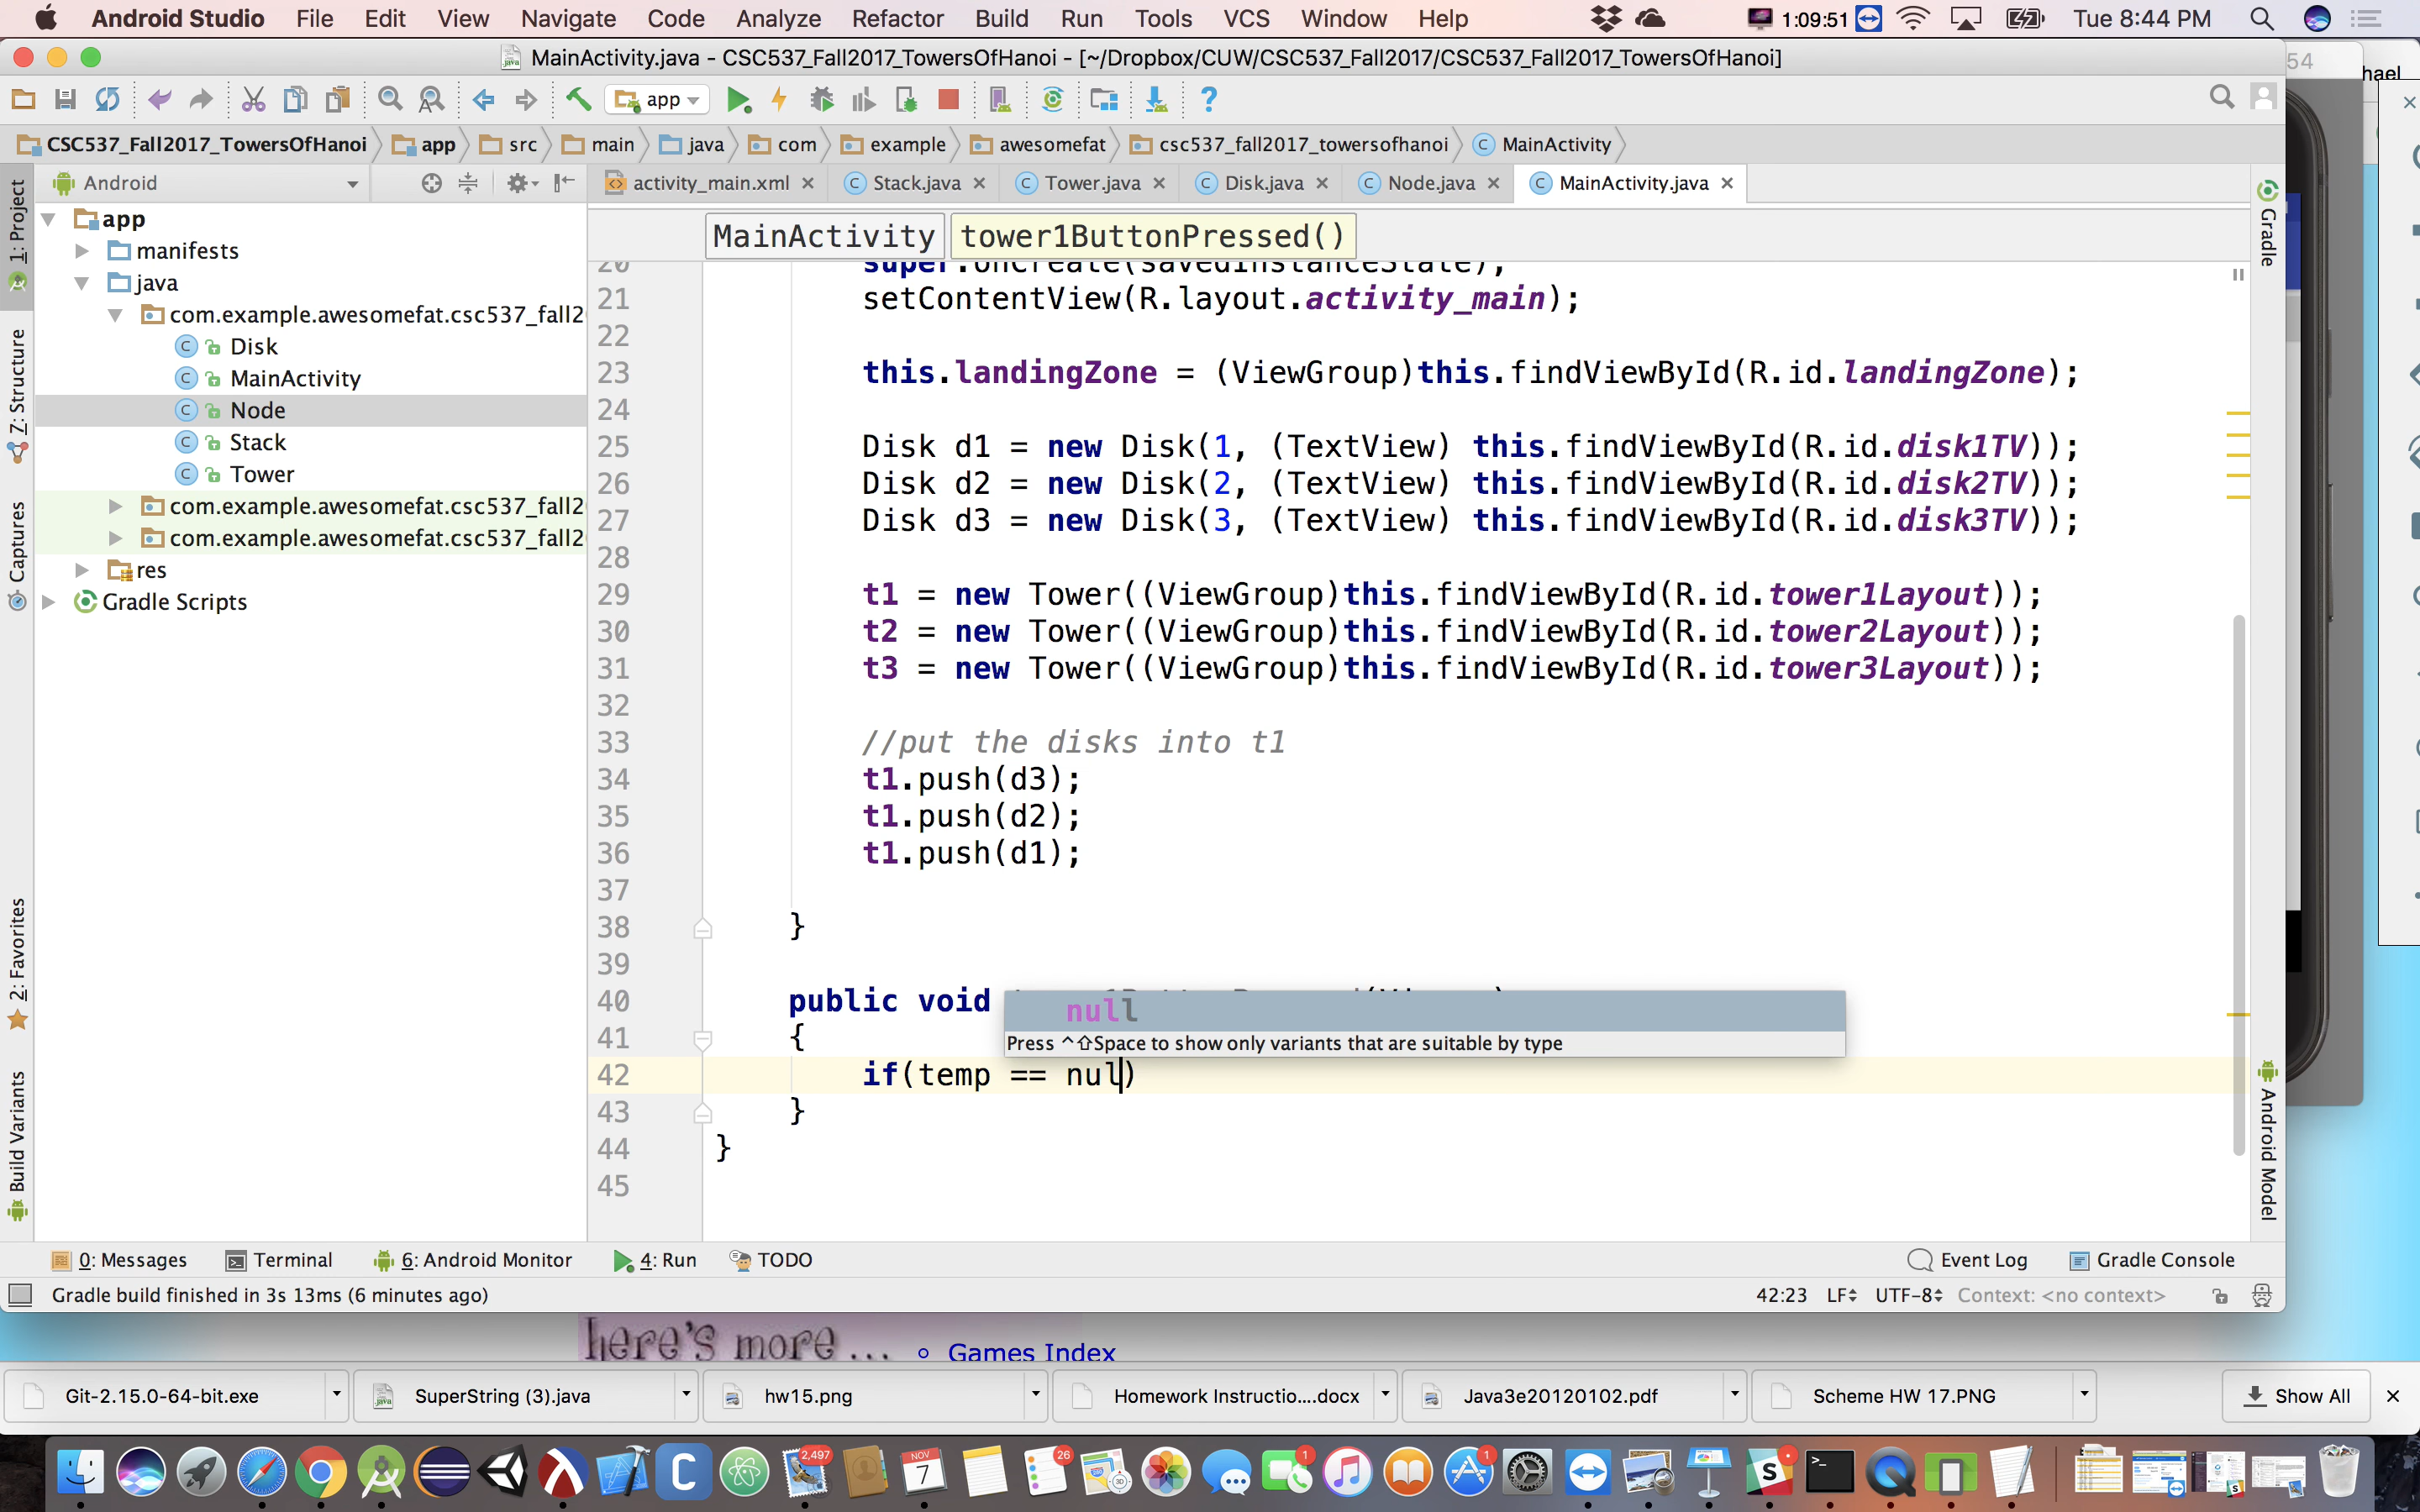 Android Studio File Edit View Navigate Code Analyze Refactor Build Run Tools VCS Window Help 1:09:51 Tue 8:44 PM
MainActivity.java - CSC537_Fall2017_TowersOfHanoi - [~/Dropbox/CUW/CSC537_Fall2017/CSC537_Fall2017_TowersOfHanoi]
54
hael
app
CSC537_Fall2017_TowersOfHanoi app src main java com example awesomefat csc537_fall2017_towersofhanoi MainActivity
Android
activity_main.xml Stack.java Tower.java Disk.java Node.java MainActivity.java
1: Project
Z: Structure
Captures
2: Favorites
Build Variants
app
manifests
java
com.example.awesomefat.csc537_fall2
Disk
MainActivity
Node
Stack
Tower
com.example.awesomefat.csc537_fall2
com.example.awesomefat.csc537_fall2
res
Gradle Scripts
MainActivity tower1ButtonPressed()
20 super.onCreate(savedInstanceState);
21 setContentView(R.layout.activity_main);
22
23 this.landingZone = (ViewGroup)this.findViewById(R.id.landingZone);
24
25 Disk d1 = new Disk(1, (TextView) this.findViewById(R.id.disk1TV));
26 Disk d2 = new Disk(2, (TextView) this.findViewById(R.id.disk2TV));
27 Disk d3 = new Disk(3, (TextView) this.findViewById(R.id.disk3TV));
28
29 t1 = new Tower((ViewGroup)this.findViewById(R.id.tower1Layout));
30 t2 = new Tower((ViewGroup)this.findViewById(R.id.tower2Layout));
31 t3 = new Tower((ViewGroup)this.findViewById(R.id.tower3Layout));
32
33 //put the disks into t1
34 t1.push(d3);
35 t1.push(d2);
36 t1.push(d1);
37
38 }
39
40 public void
41 {
42 if(temp == nul)
43 }
44 }
45
null
Press ^⇧Space to show only variants that are suitable by type
Gradle
Android Model
0: Messages Terminal 6: Android Monitor 4: Run TODO Event Log Gradle Console
Gradle build finished in 3s 13ms (6 minutes ago) 42:23 LF UTF-8 Context: <no context>
here's more ... Games Index
Git-2.15.0-64-bit.exe SuperString (3).java hw15.png Homework Instructio....docx Java3e20120102.pdf Scheme HW 17.PNG Show All
2,497 NOV 7 26 1 1